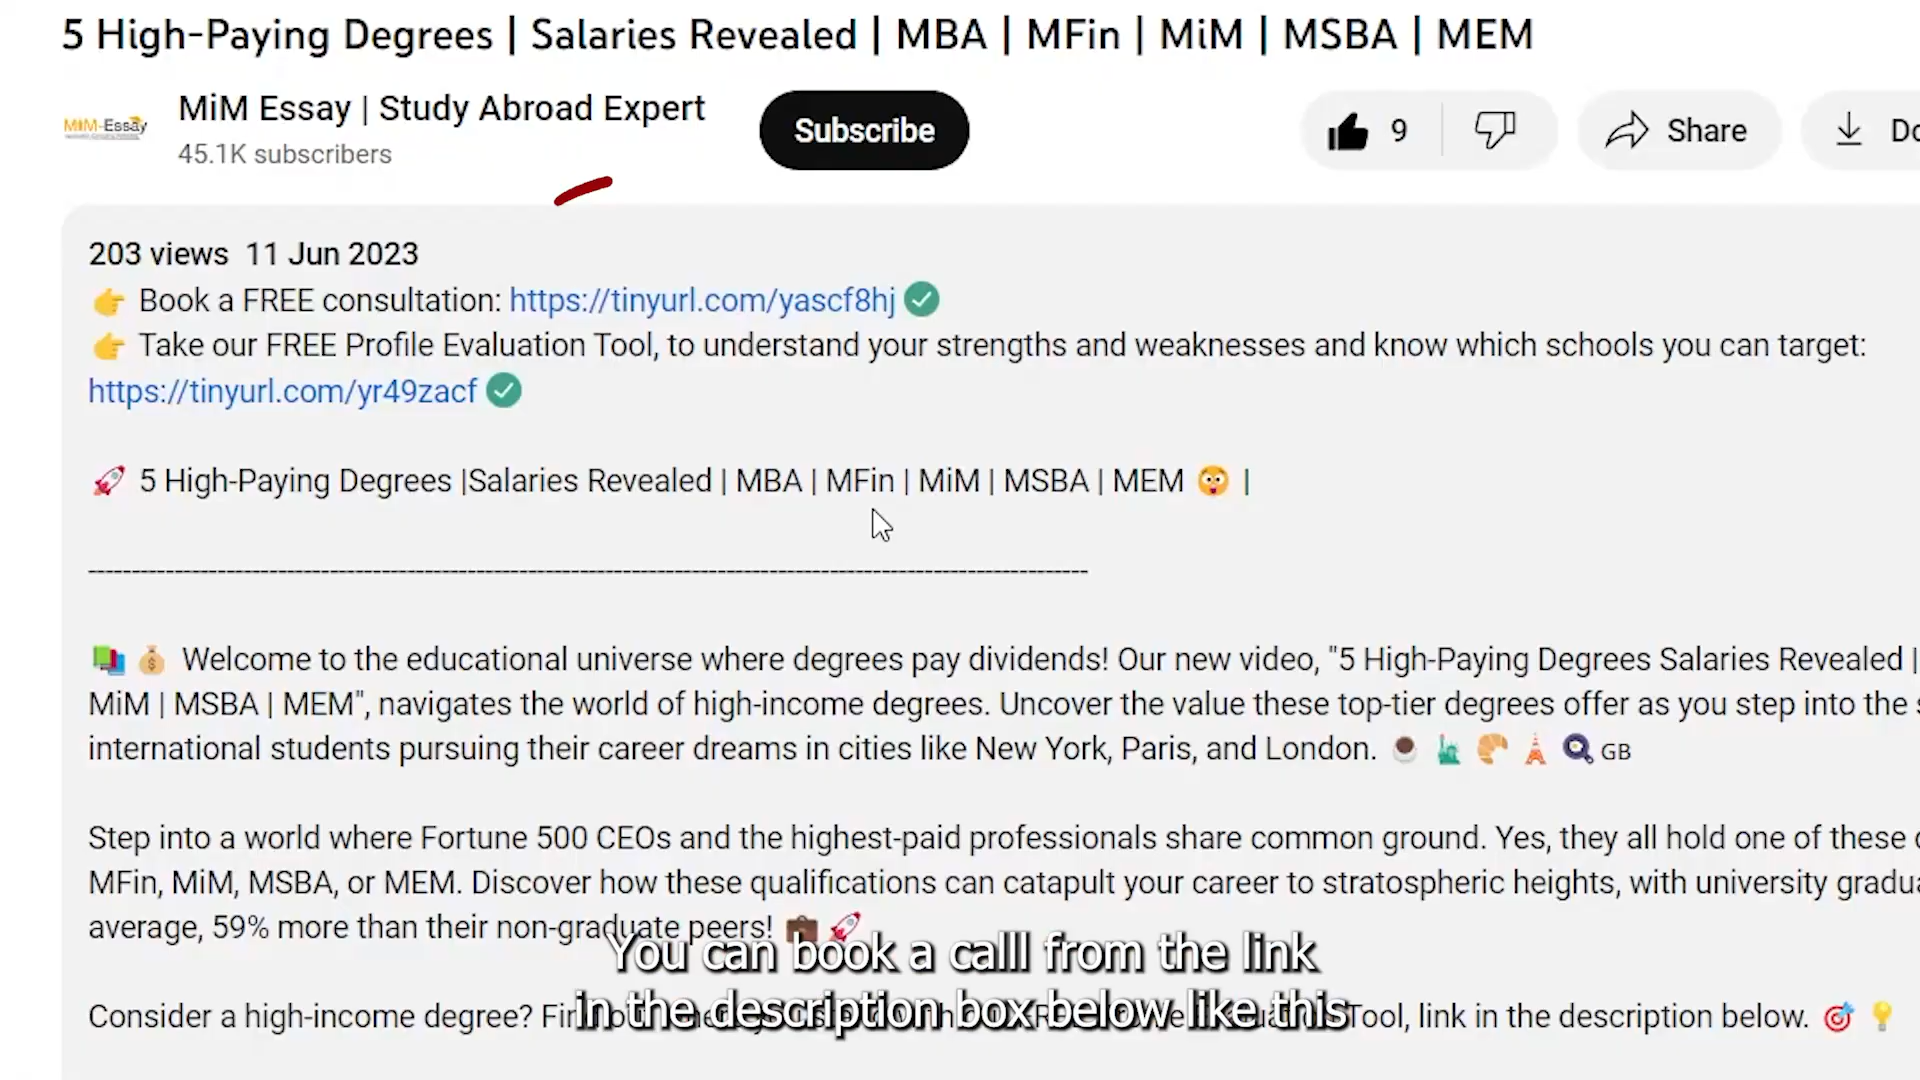 5 High-Paying Degrees | Salaries Revealed | MBA | MFin | MiM | MSBA | MEM
MiM-Essay
MiM Essay | Study Abroad Expert
45.1K subscribers
Subscribe
9
Share
Do
203 views 11 Jun 2023
👉 Book a FREE consultation: https://tinyurl.com/yascf8hj ✅
👉 Take our FREE Profile Evaluation Tool, to understand your strengths and weaknesses and know which schools you can target:
https://tinyurl.com/yr49zacf ✅
🚀 5 High-Paying Degrees |Salaries Revealed | MBA | MFin | MiM | MSBA | MEM 😲 |
📚 💰 Welcome to the educational universe where degrees pay dividends! Our new video, "5 High-Paying Degrees Salaries Revealed |
MiM | MSBA | MEM", navigates the world of high-income degrees. Uncover the value these top-tier degrees offer as you step into the s
international students pursuing their career dreams in cities like New York, Paris, and London. GB
Step into a world where Fortune 500 CEOs and the highest-paid professionals share common ground. Yes, they all hold one of these
MFin, MiM, MSBA, or MEM. Discover how these qualifications can catapult your career to stratospheric heights, with university gradua
average, 59% more than their non-graduate peers! 💼 🚀
You can book a calll from the link
in the description box below like this
Consider a high-income degree? Tool, link in the description below. 🎯 💡